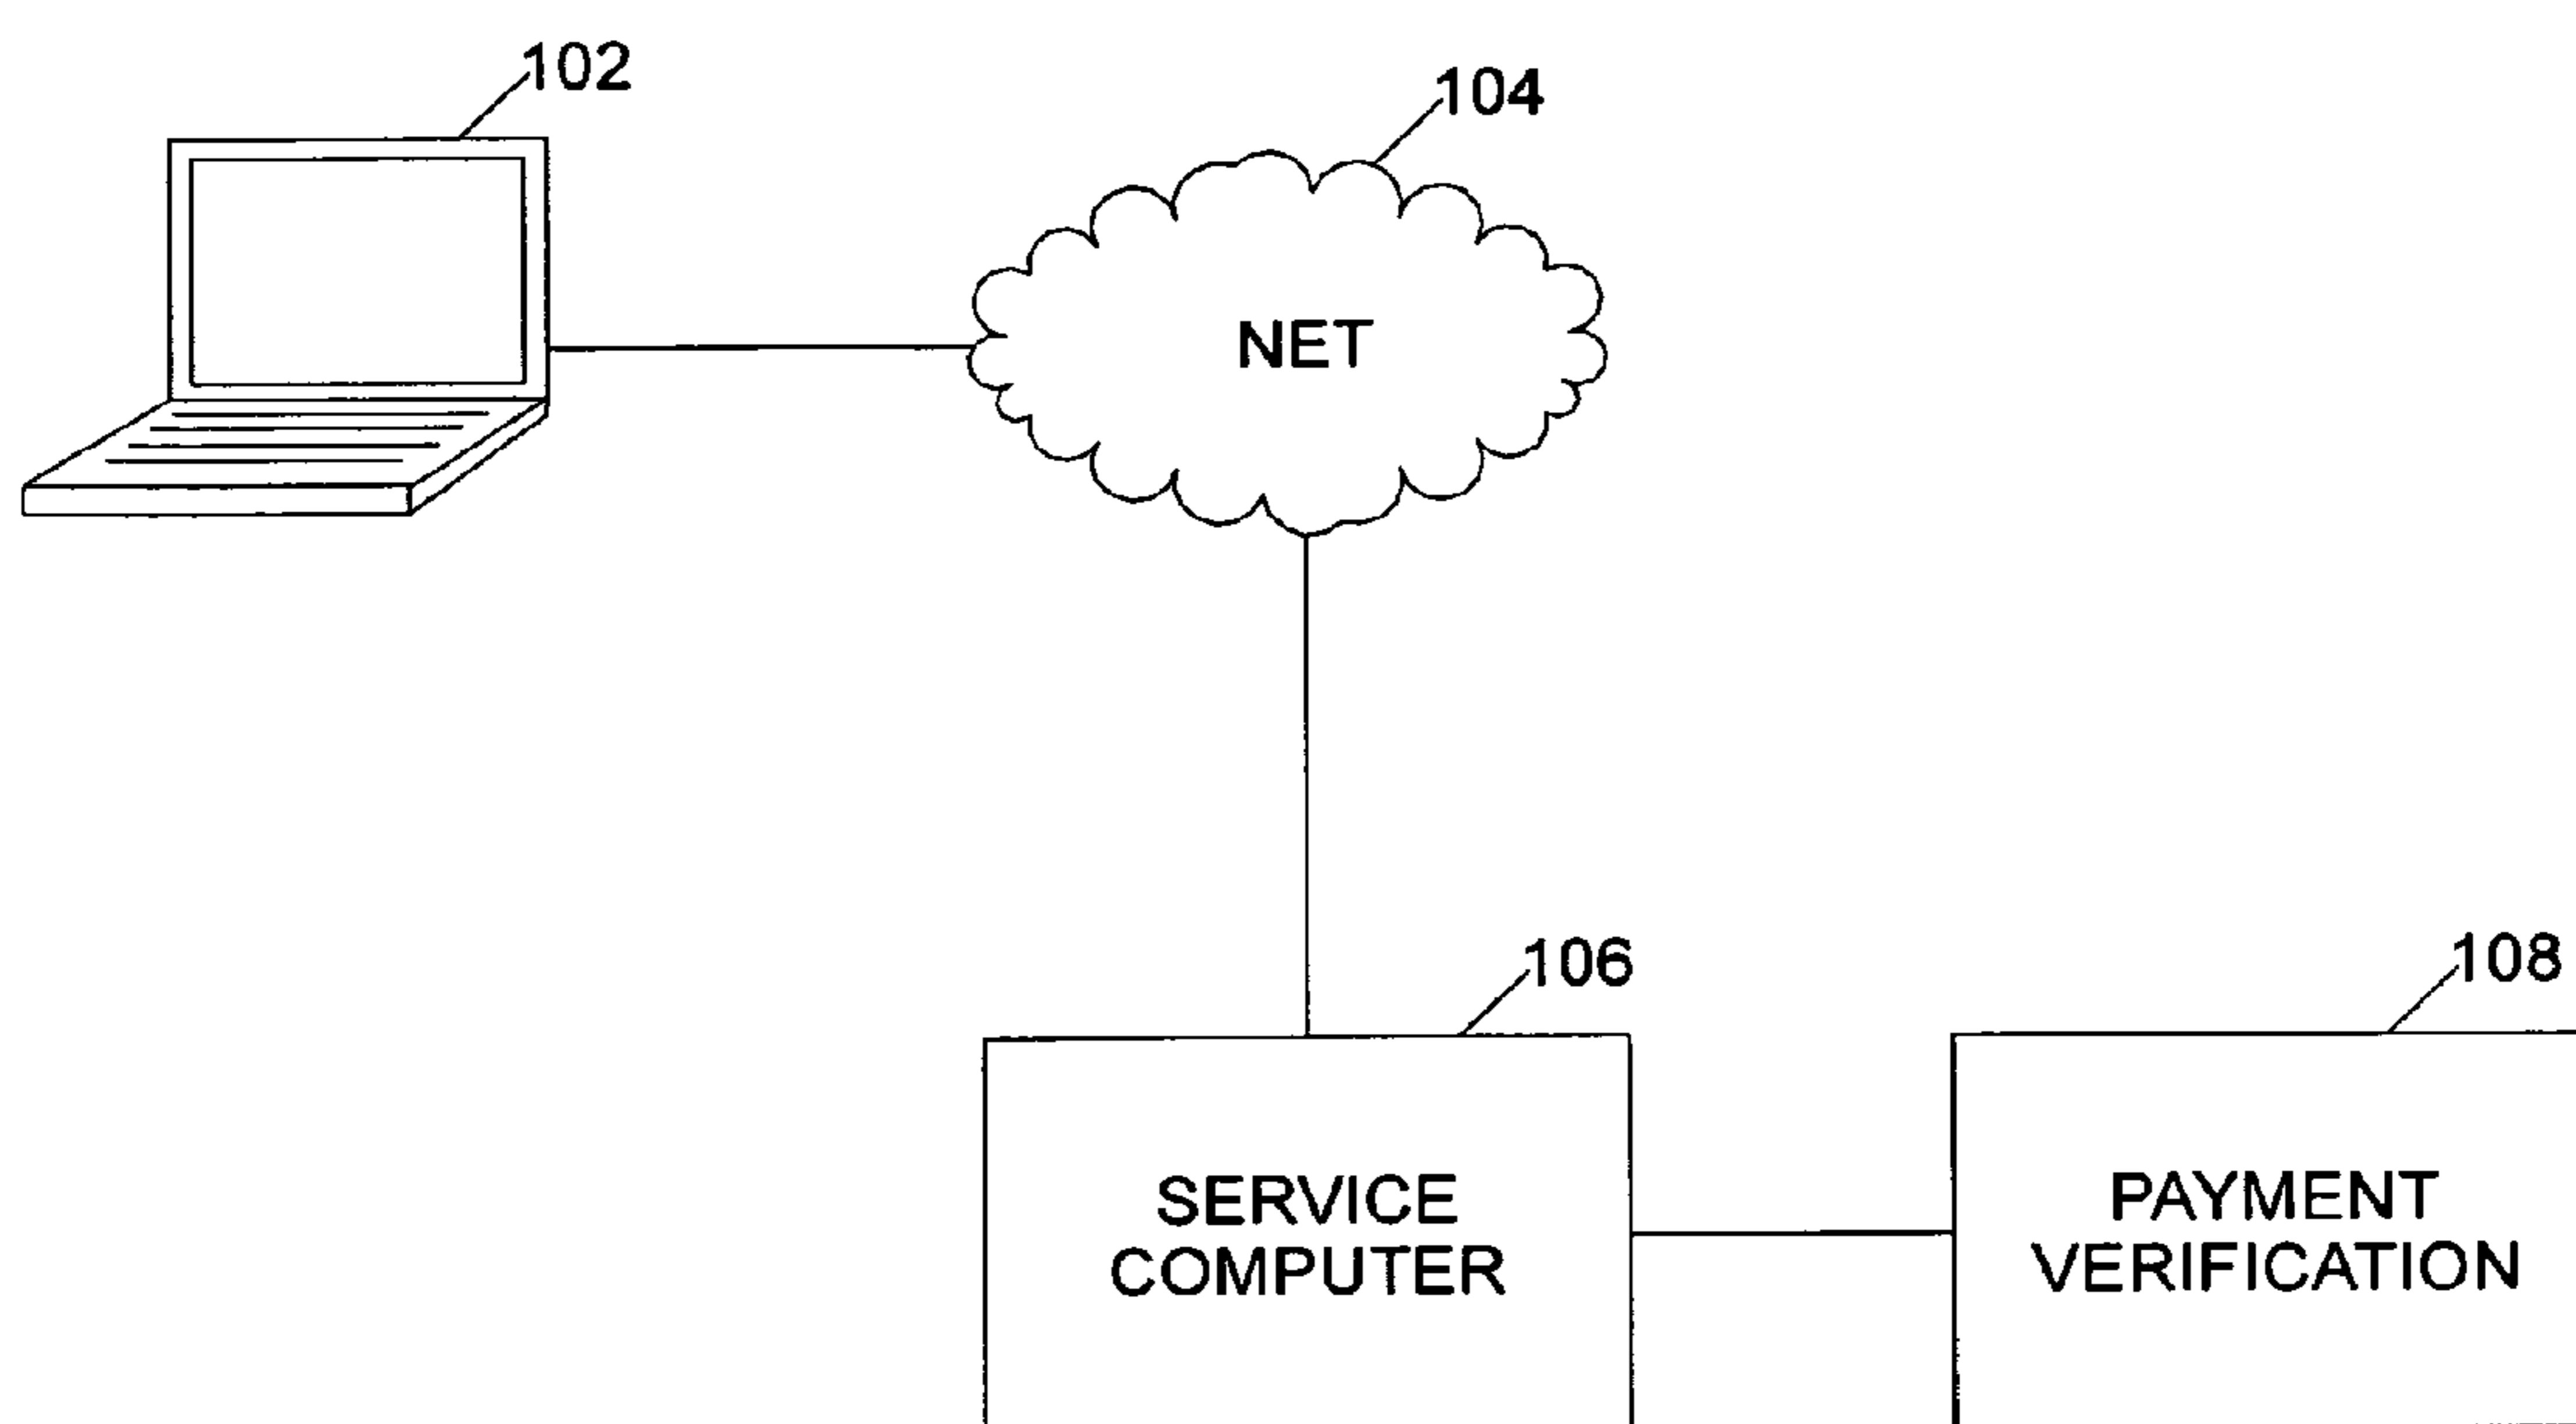 102
104
NET
106
108
SERVICE
COMPUTER
PAYMENT
VERIFICATION